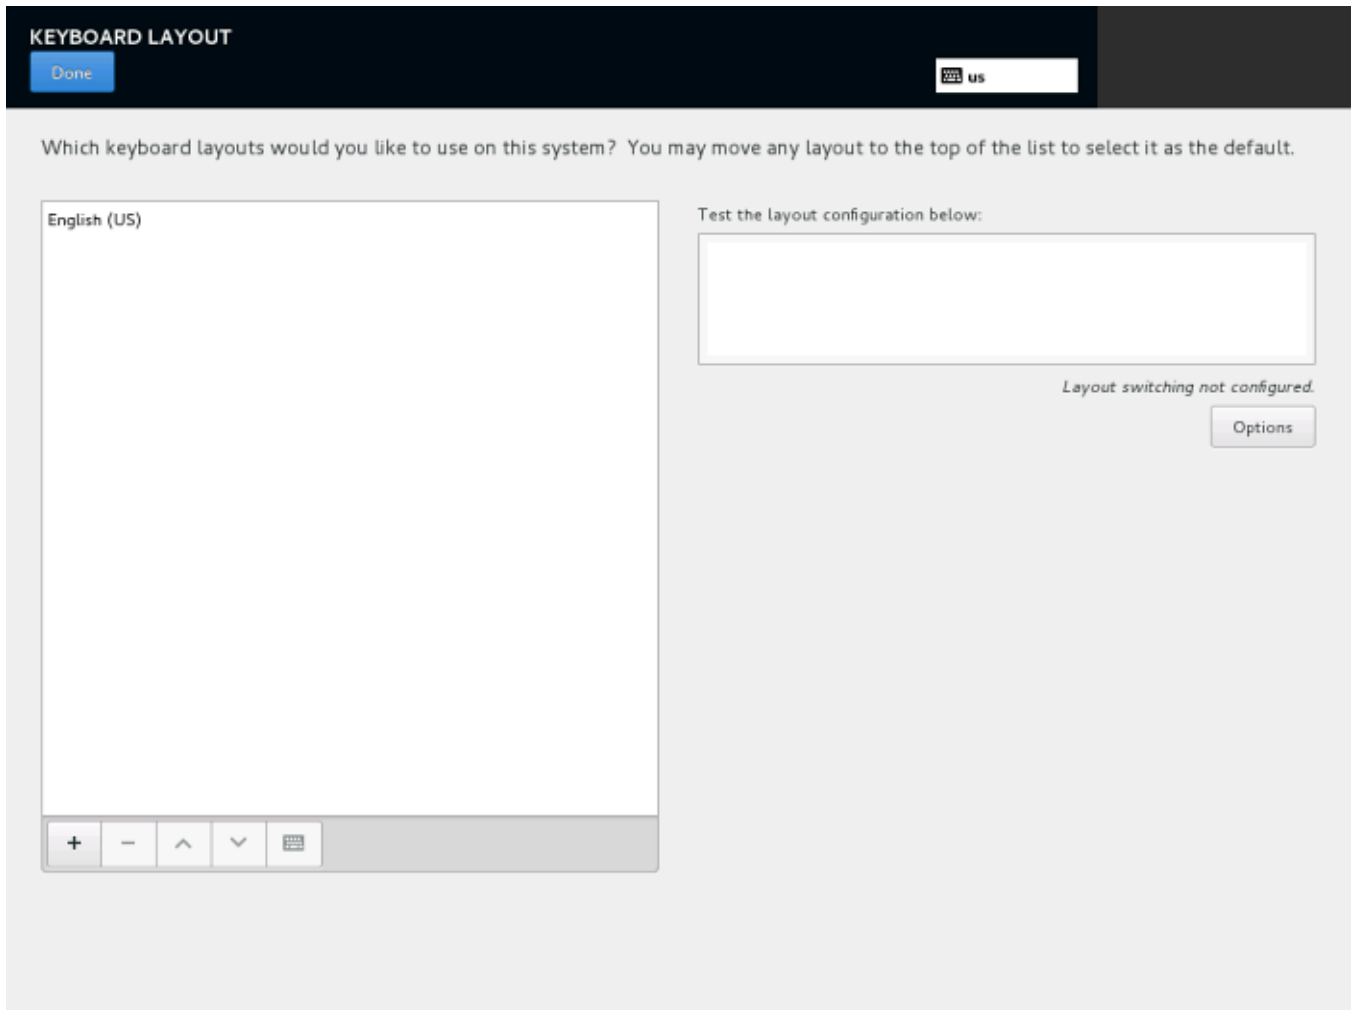 KEYBOARD LAYOUT
Done
us
Which keyboard layouts would you like to use on this system?  You may move any layout to the top of the list to select it as the default.
English (US)
Test the layout configuration below:
Layout switching not configured.
Options